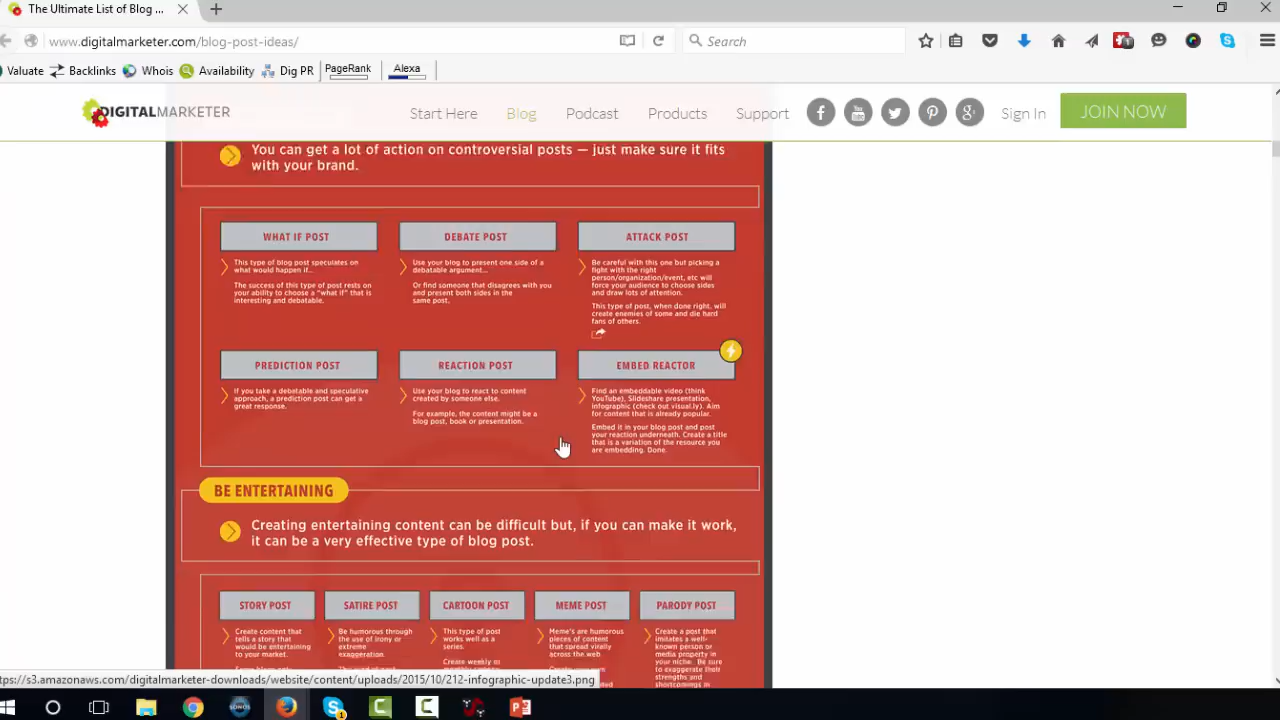 The Ultimate List of Blog ...
www.digitalmarketer.com/blog-post-ideas/
Search
Valuate
Backlinks
Whois
Availability
Dig PR
PageRank
Alexa
DIGITALMARKETER
Start Here
Blog
Podcast
Products
Support
Sign In
JOIN NOW
You can get a lot of action on controversial posts — just make sure it fits
with your brand.
WHAT IF POST
This type of blog post speculates on
what would happen if...
The success of this type of post rests on
your ability to choose a "what if" that is
interesting and debatable.
DEBATE POST
Use your blog to present one side of a
debatable argument...
Or find someone that disagrees with you
and present both sides in the
same post.
ATTACK POST
Be careful with this one but picking a
fight with the right
person/organization/event, etc will
force your audience to choose sides
and draw lots of attention.
This type of post, when done right, will
create enemies of some and die hard
fans of others.
PREDICTION POST
If you take a debatable and speculative
approach, a prediction post can get a
great response.
REACTION POST
Use your blog to react to content
created by someone else.
For example, the content might be a
blog post, book or presentation.
EMBED REACTOR
Find an embeddable video (think
YouTube), Slideshare presentation,
infographic (check out visual.ly). Aim
for content that is already popular.
Embed it in your blog post and post
your reaction underneath. Create a title
that is a variation of the resource you
are embedding. Done.
BE ENTERTAINING
Creating entertaining content can be difficult but, if you can make it work,
it can be a very effective type of blog post.
STORY POST
Create content that
tells a story that
would be entertaining
to your market.
SATIRE POST
Be humorous through
the use of irony or
extreme
exaggeration.
CARTOON POST
This type of post
works well as a
series.
Create weekly or
MEME POST
Meme's are humorous
pieces of content
that spread virally
across the web
PARODY POST
Create a post that
imitates a well-
known person or
media property in
your niche. Be sure
to exaggerate their
strengths and
shortcomings in
ps://s3.amazonaws.com/digitalmarketer-downloads/website/content/uploads/2015/10/212-infographic-update3.png
SONOS